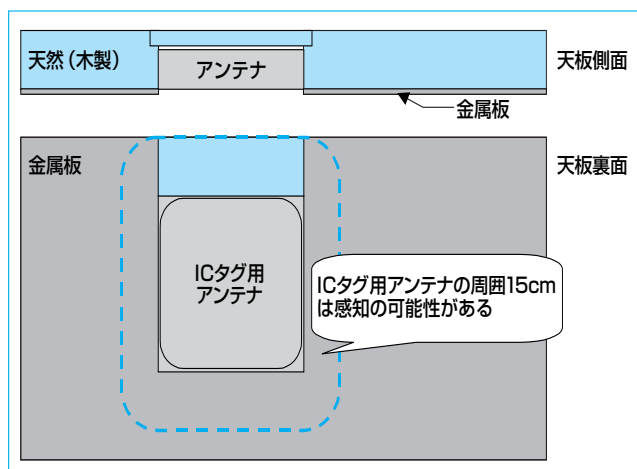 天然（木製）
アンテナ
天板側面
金属板
金属板
天板裏面
ICタグ用
アンテナ
ICタグ用アンテナの周囲15cm
は感知の可能性がある